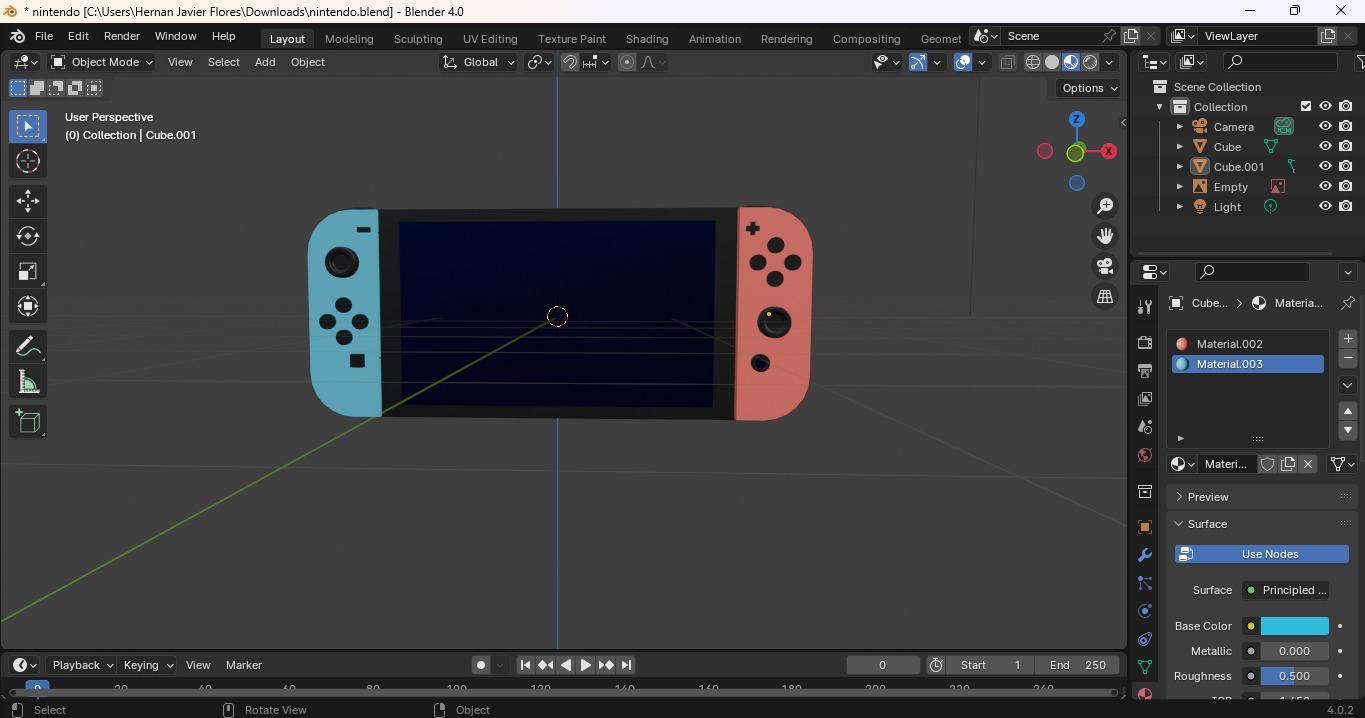 * nintendo [C:\Users\Hernan Javier Flores\Downloads\nintendo.blend] - Blender 4.0
File Edit Render Window Help Layout Modeling Sculpting UV Editing Texture Paint Shading Animation Rendering Compositing Geomet Scene ViewLayer
Object Mode View Select Add Object Global
Options
User Perspective
(0) Collection | Cube.001
Z
X
Scene Collection
Collection
Camera
Cube
Cube.001
Empty
Light
Cube... > Materia...
Material.002
Material.003
Materi...
Preview
Surface
Use Nodes
Surface Principled ...
Base Color
Metallic 0.000
Roughness 0.500
Playback Keying View Marker 0 Start 1 End 250
0 20 40 60 80 100 120 140 160 180 200 220 240
Select Rotate View Object 4.0.2